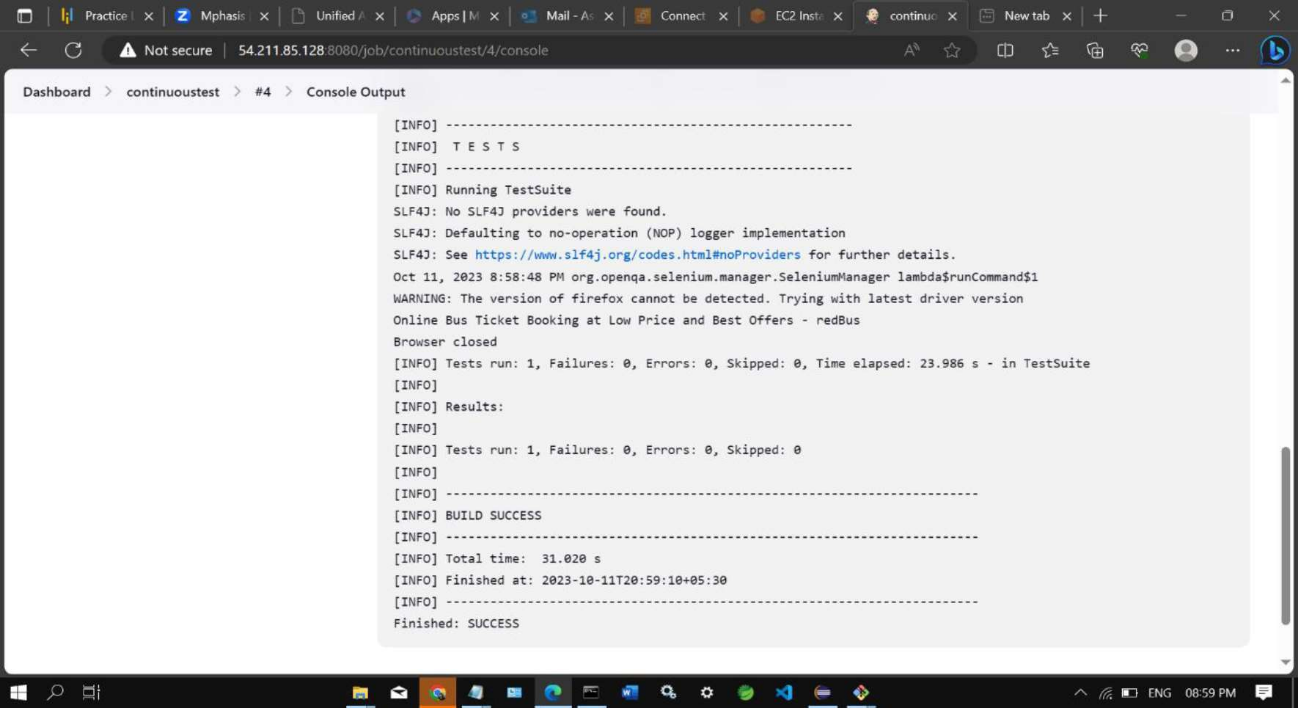 Practice
Mphasis
Unified A
Apps | M
Mail - As
Connect
EC2 Insta
continuo
New tab
Not secure | 54.211.85.128:8080/job/continuoustest/4/console
Dashboard > continuoustest > #4 > Console Output
[INFO] -------------------------------------------------------
[INFO]  T E S T S
[INFO] -------------------------------------------------------
[INFO] Running TestSuite
SLF4J: No SLF4J providers were found.
SLF4J: Defaulting to no-operation (NOP) logger implementation
SLF4J: See https://www.slf4j.org/codes.html#noProviders for further details.
Oct 11, 2023 8:58:48 PM org.openqa.selenium.manager.SeleniumManager lambda$runCommand$1
WARNING: The version of firefox cannot be detected. Trying with latest driver version
Online Bus Ticket Booking at Low Price and Best Offers - redBus
Browser closed
[INFO] Tests run: 1, Failures: 0, Errors: 0, Skipped: 0, Time elapsed: 23.986 s - in TestSuite
[INFO]
[INFO] Results:
[INFO]
[INFO] Tests run: 1, Failures: 0, Errors: 0, Skipped: 0
[INFO]
[INFO] ------------------------------------------------------------------------
[INFO] BUILD SUCCESS
[INFO] ------------------------------------------------------------------------
[INFO] Total time:  31.020 s
[INFO] Finished at: 2023-10-11T20:59:10+05:30
[INFO] ------------------------------------------------------------------------
Finished: SUCCESS
ENG 08:59 PM